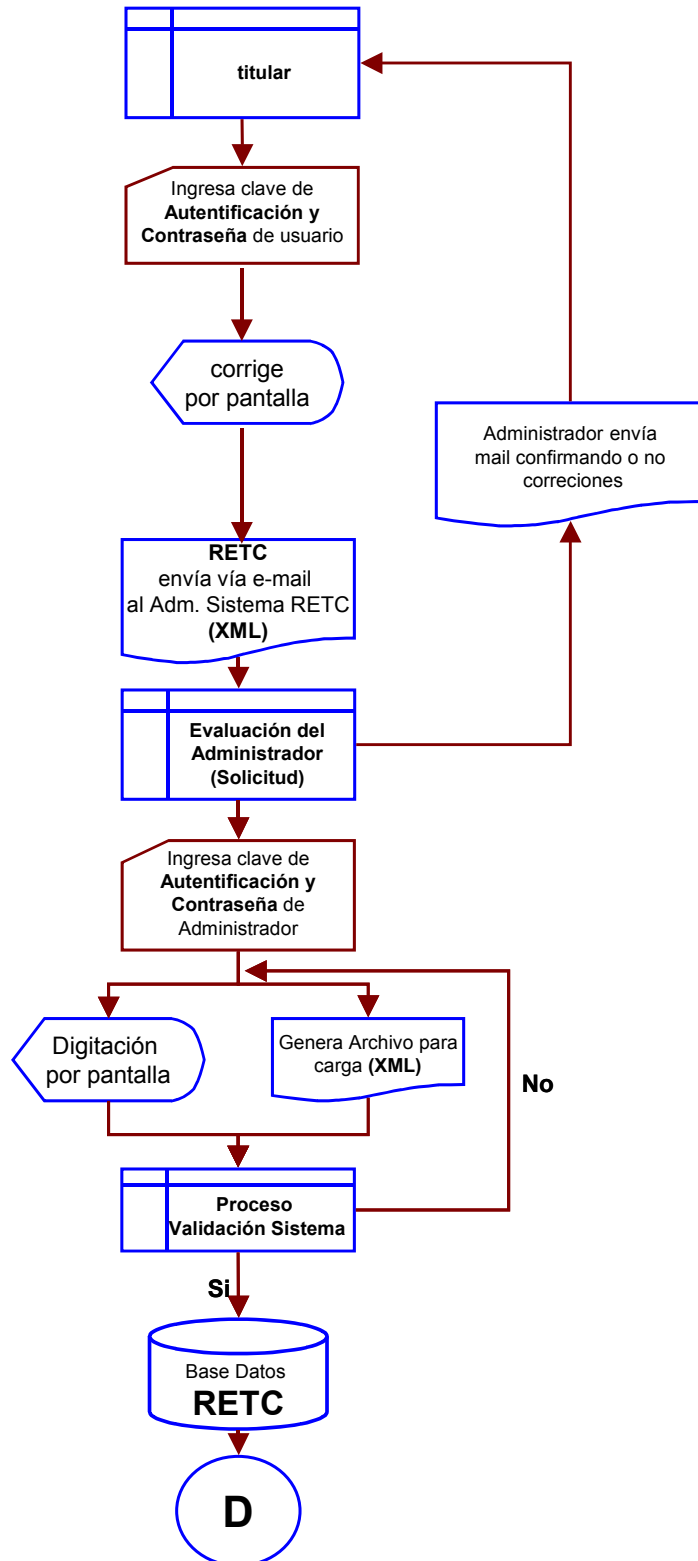 titular
Ingresa clave de
Autentificación y
Contraseña de usuario
corrige
por pantalla
Administrador envía
mail confirmando o no
correciones
RETC
envía vía e-mail
al Adm. Sistema RETC
(XML)
Evaluación del
Administrador
(Solicitud)
Ingresa clave de
Autentificación y
Contraseña de
Administrador
Digitación
por pantalla
Genera Archivo para
carga (XML)
No
Proceso
Validación Sistema
Si
Base Datos
RETC
D